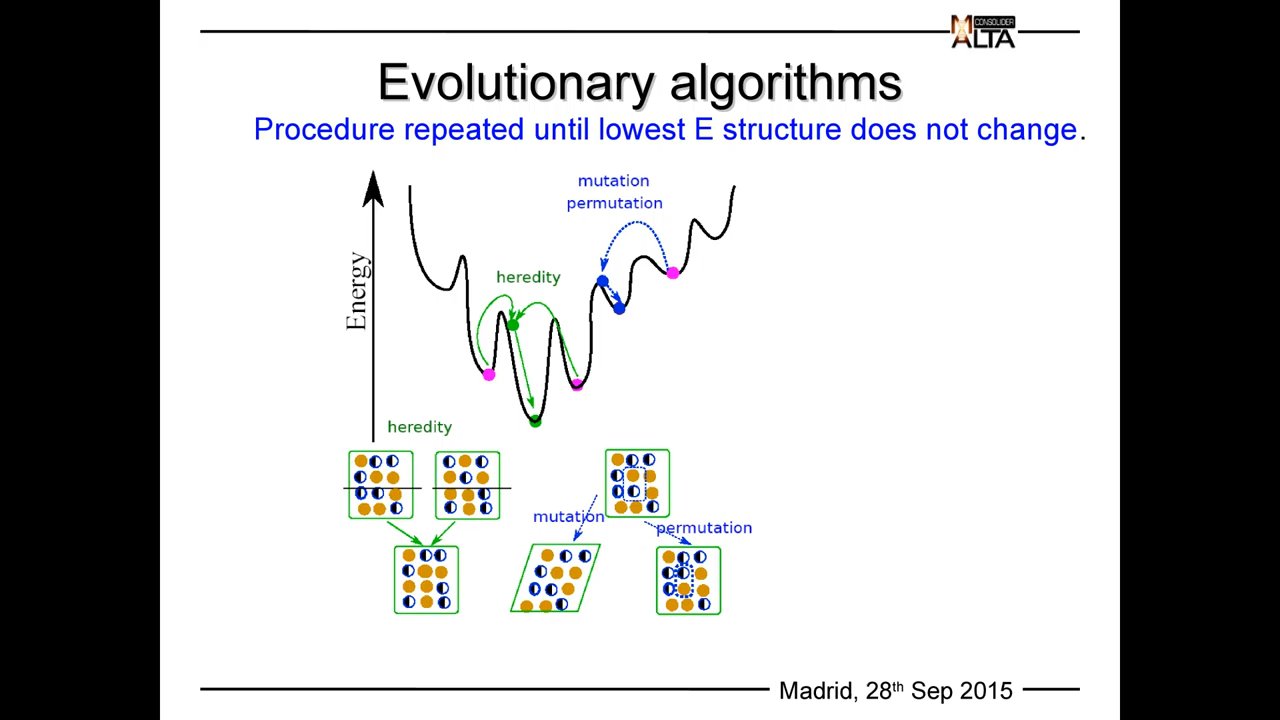 CONSOLIDER
MALTA
Evolutionary algorithms
Procedure repeated until lowest E structure does not change.
mutation
permutation
heredity
Energy
heredity
mutation
permutation
Madrid, 28th Sep 2015